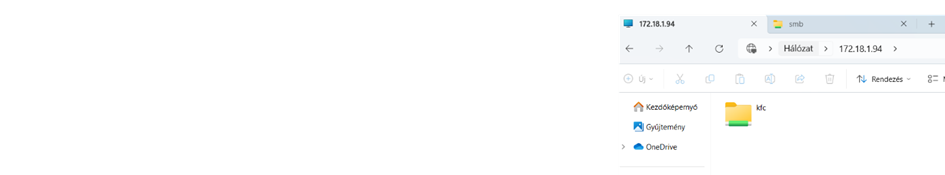 172.18.1.94
smb
Hálózat
172.18.1.94
Új
Rendezés
Kezdőképernyő
kfc
Gyűjtemény
OneDrive